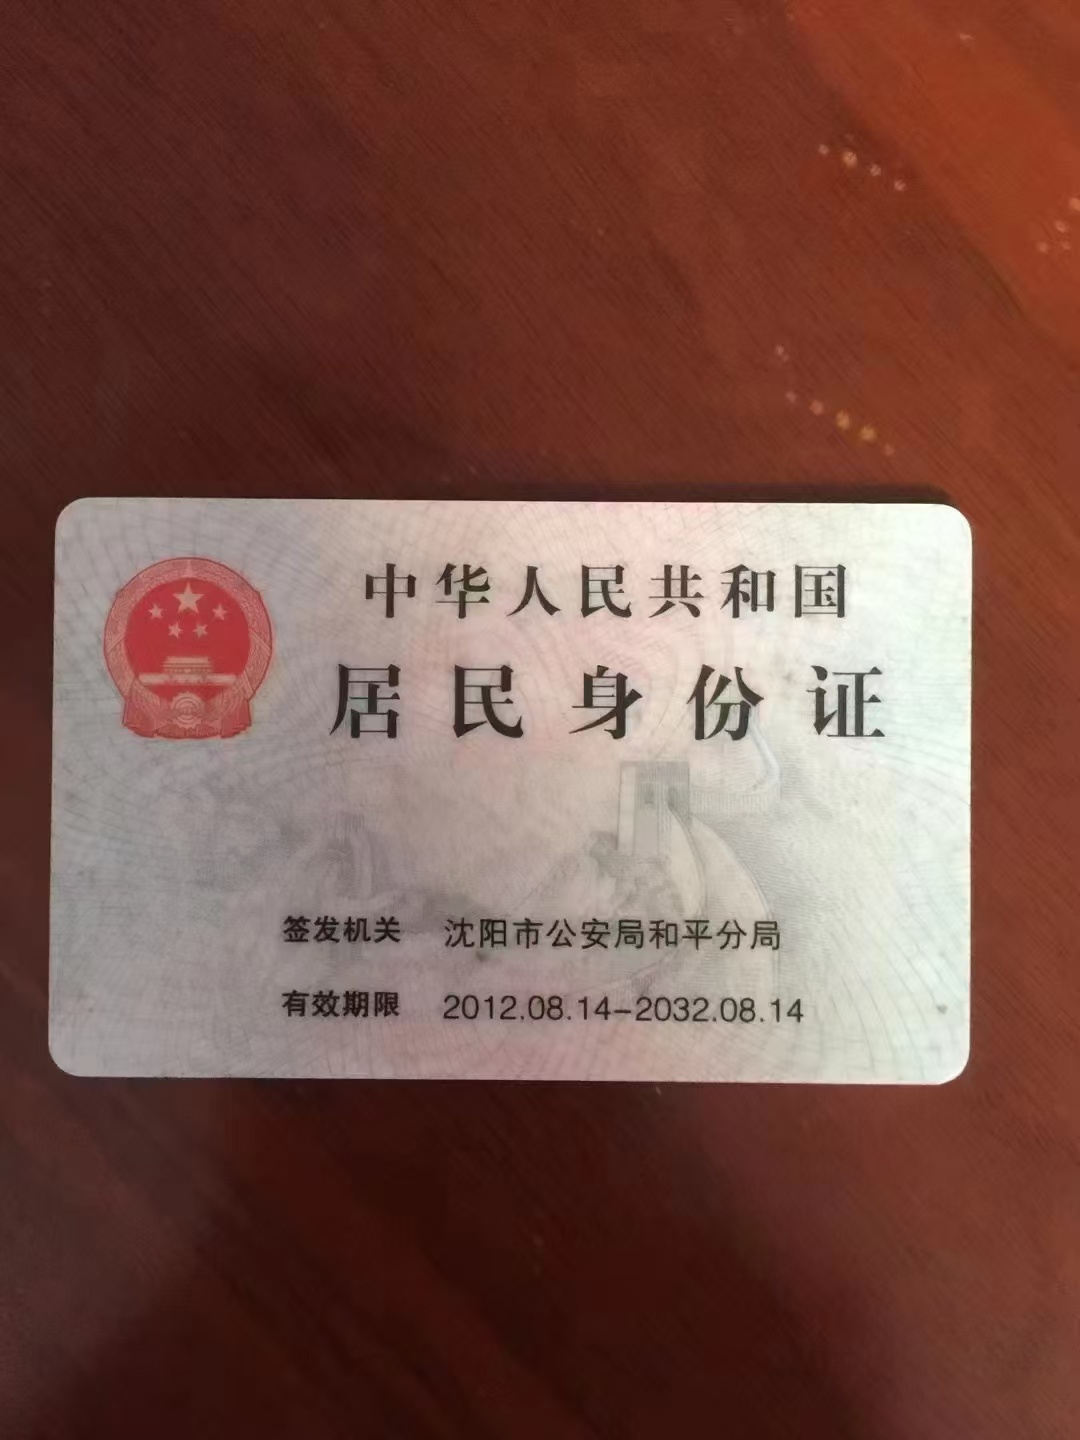 中华人民共和国
居民身份证
签发机关 沈阳市公安局和平分局
有效期限 2012.08.14-2032.08.14